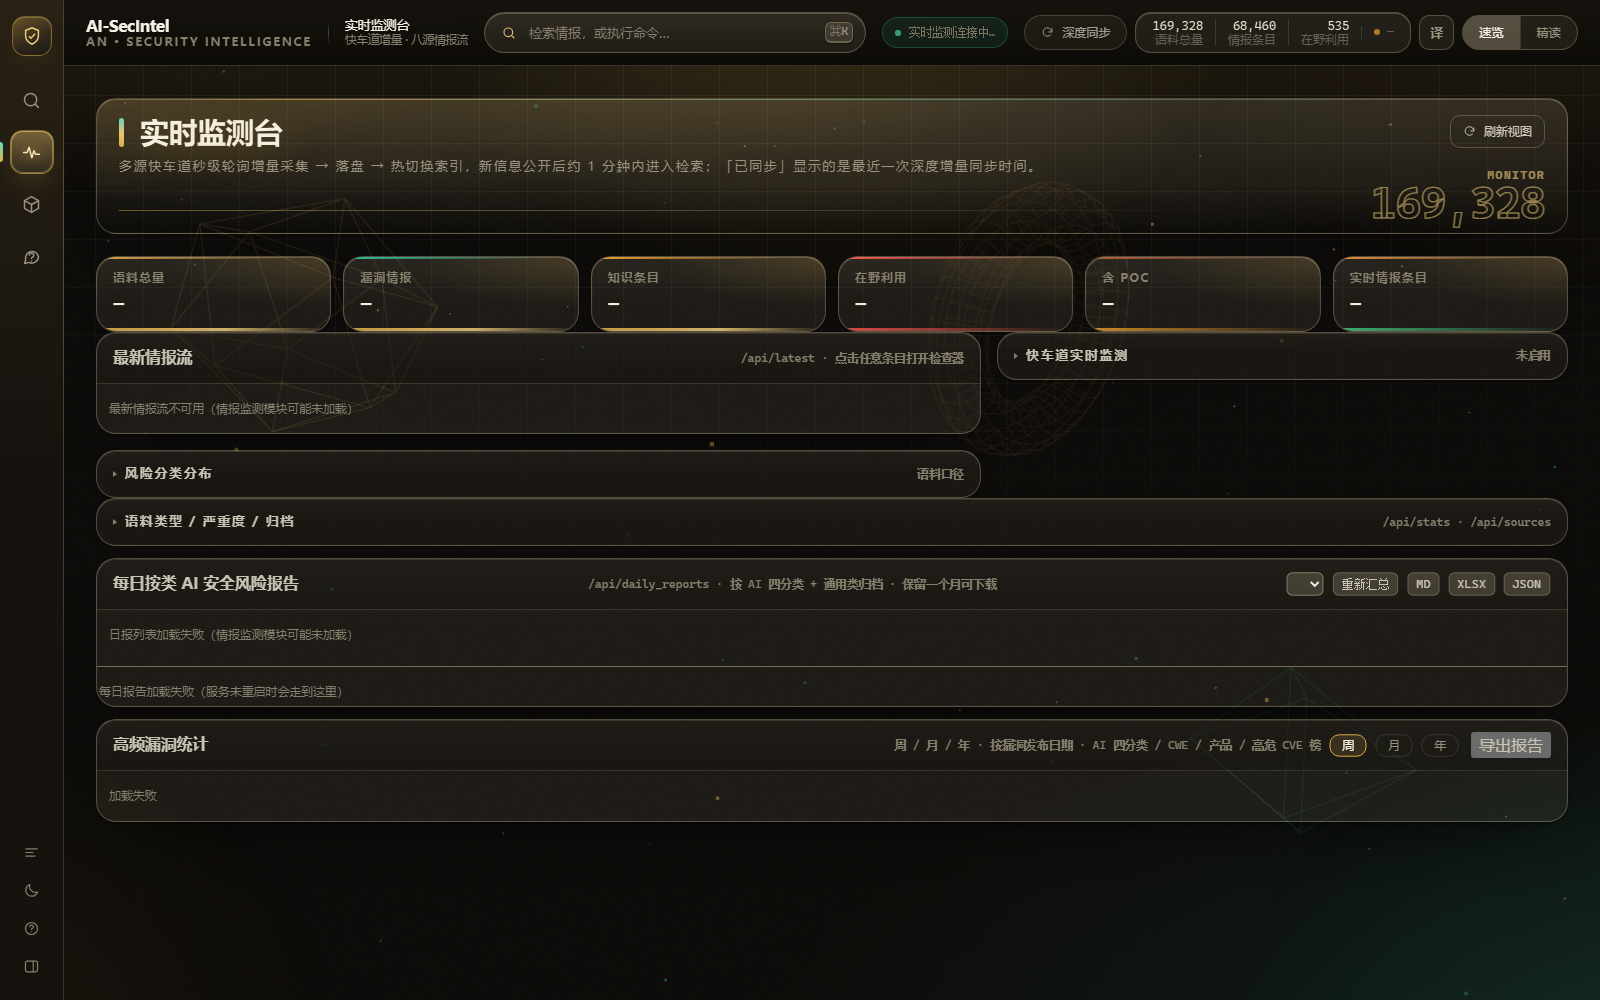 AI-SecIntel
AN • SECURITY INTELLIGENCE
实时监测台
快车道增量 · 八源情报流
检索情报，或执行命令...
⌘K
实时监测连接中…
深度同步
169,328
语料总量
68,460
情报条目
535
在野利用
—
译
速览
精读
实时监测台
刷新视图
多源快车道秒级轮询增量采集 → 落盘 → 热切换索引，新信息公开后约 1 分钟内进入检索；「已同步」显示的是最近一次深度增量同步时间。
MONITOR
169,328
语料总量
—
漏洞情报
—
知识条目
—
在野利用
—
含 POC
—
实时情报条目
—
最新情报流
/api/latest · 点击任意条目打开检查器
快车道实时监测
未启用
最新情报流不可用（情报监测模块可能未加载）
风险分类分布
语料口径
语料类型 / 严重度 / 归档
/api/stats · /api/sources
每日按类 AI 安全风险报告
/api/daily_reports · 按 AI 四分类 + 通用类归档 · 保留一个月可下载
重新汇总
MD
XLSX
JSON
日报列表加载失败（情报监测模块可能未加载）
每日报告加载失败（服务未重启时会走到这里）
高频漏洞统计
周 / 月 / 年 · 按漏洞发布日期 · AI 四分类 / CWE / 产品 / 高危 CVE 榜
周
月
年
导出报告
加载失败